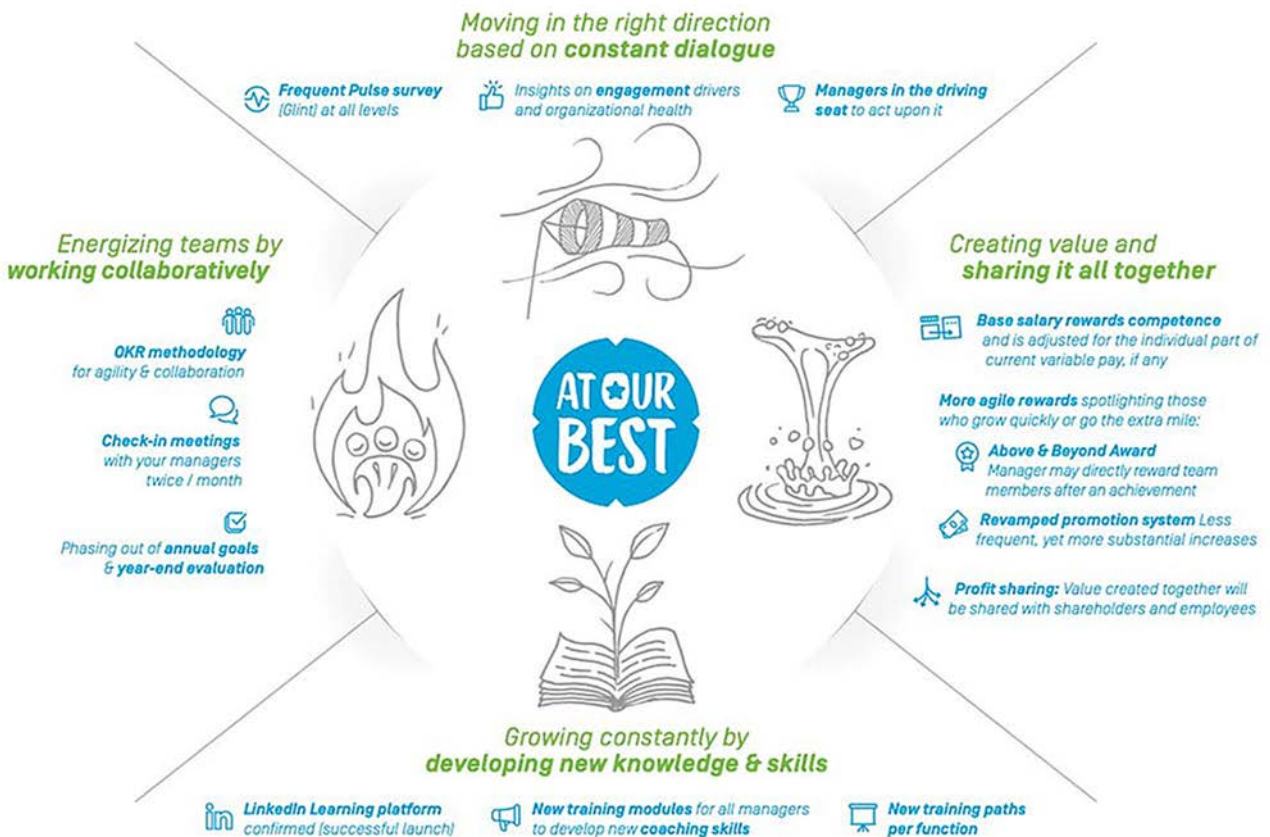 Moving in the right direction
based on constant dialogue
Frequent Pulse survey
(Glint) at all levels
Insights on engagement drivers
and organizational health
Managers in the driving
seat to act upon it
Energizing teams by
working collaboratively
OKR methodology
for agility & collaboration
Check-in meetings
with your managers
twice / month
Phasing out of annual goals
& year-end evaluation
AT OUR
BEST
Creating value and
sharing it all together
Base salary rewards competence
and is adjusted for the individual part of
current variable pay, if any
More agile rewards spotlighting those
who grow quickly or go the extra mile:
Above & Beyond Award
Manager may directly reward team
members after an achievement
Revamped promotion system Less
frequent, yet more substantial increases
Profit sharing: Value created together will
be shared with shareholders and employees
Growing constantly by
developing new knowledge & skills
in
LinkedIn Learning platform
confirmed (successful launch)
New training modules for all managers
to develop new coaching skills
New training paths
per function